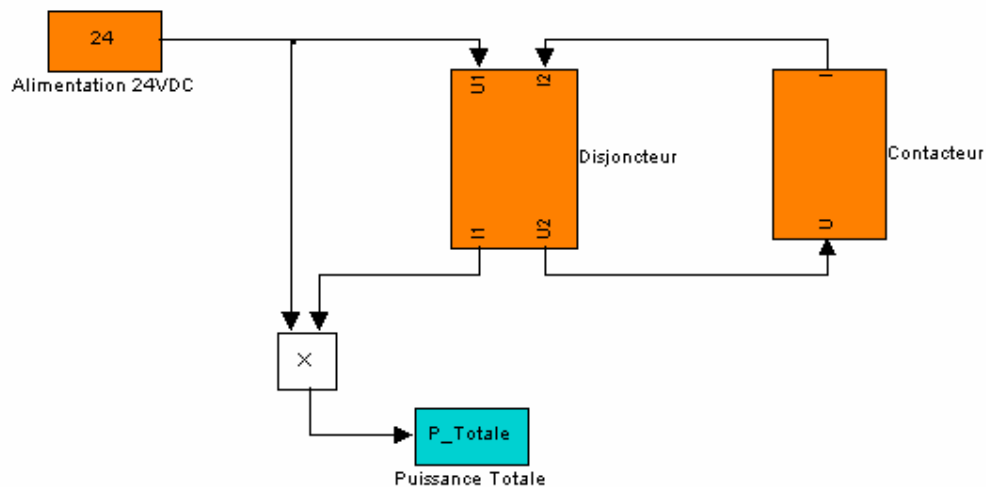 24
Alimentation 24VDC
U1
I2
I
Disjoncteur
Contacteur
I1
U2
U
×
P_Totale
Puissance Totale